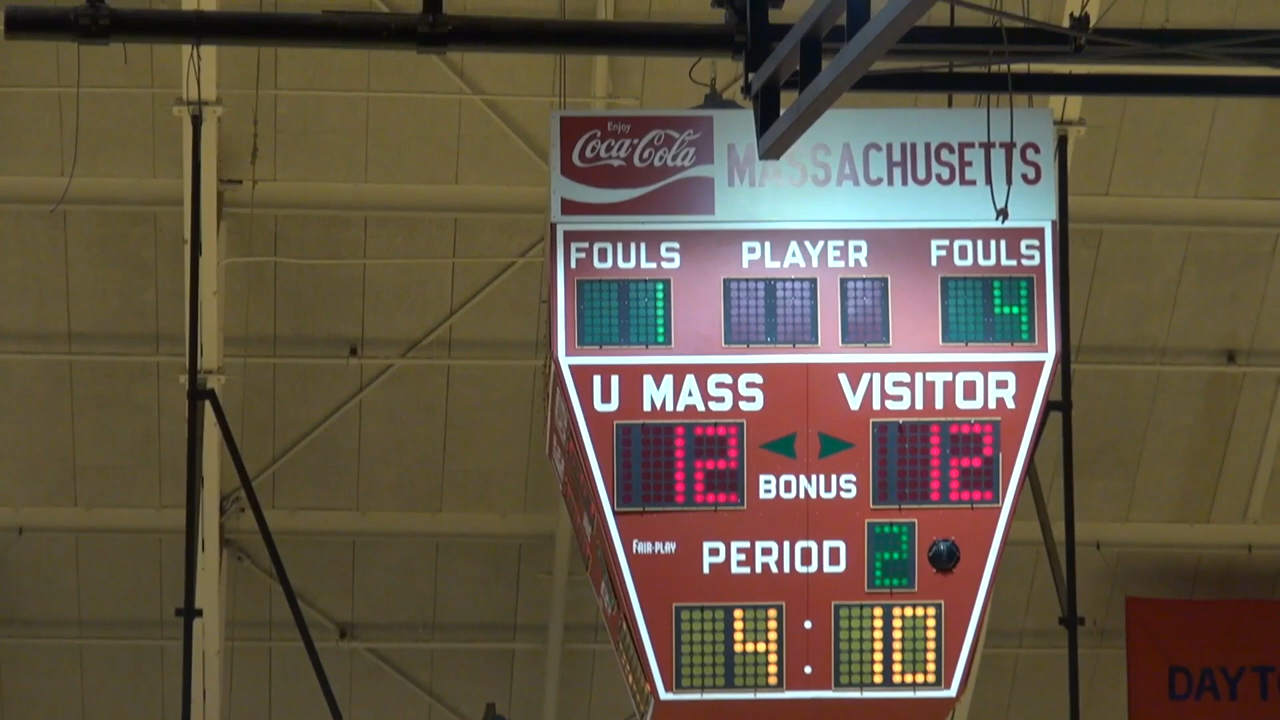 Enjoy
Coca-Cola
MASSACHUSETTS
FOULS PLAYER FOULS
1 4
U MASS VISITOR
12 12
BONUS
FAIR-PLAY PERIOD 2
4:10
DAYT